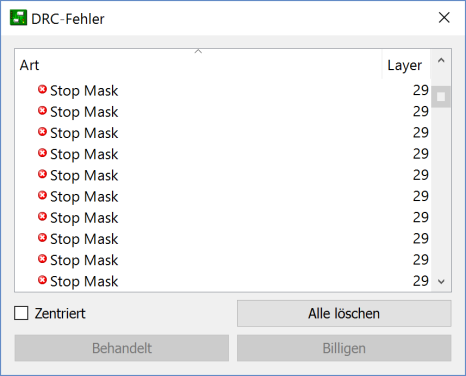 DRC-Fehler
Art Layer
Stop Mask 29
Stop Mask 29
Stop Mask 29
Stop Mask 29
Stop Mask 29
Stop Mask 29
Stop Mask 29
Stop Mask 29
Stop Mask 29
Stop Mask 29
Zentriert Alle löschen
Behandelt Billigen